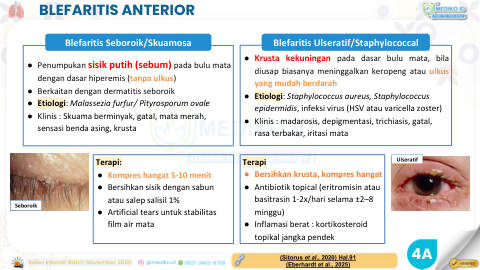 BLEFARITIS ANTERIOR
MEDIKO.ID
Blefaritis Seboroik/Skuamosa
● Penumpukan sisik putih (sebum) pada bulu mata
dengan dasar hiperemis (tanpa ulkus)
● Berkaitan dengan dermatitis seboroik
● Etiologi: Malassezia furfur/ Pityrosporum ovale
● Klinis : Skuama berminyak, gatal, mata merah,
sensasi benda asing, krusta
Blefaritis Ulseratif/Staphylococcal
● Krusta kekuningan pada dasar bulu mata, bila
diusap biasanya meninggalkan keropeng atau ulkus
yang mudah berdarah
● Etiologi: Staphylococcus aureus, Staphylococcus
epidermidis, infeksi virus (HSV atau varicella zoster)
● Klinis : madarosis, depigmentasi, trichiasis, gatal,
rasa terbakar, iritasi mata
Seboroik
Terapi:
● Kompres hangat 5-10 menit
● Bersihkan sisik dengan sabun
atau salep salisil 1%
● Artificial tears untuk stabilitas
film air mata
Terapi
● Bersihkan krusta, kompres hangat
● Antibiotik topikal (eritromisin atau
basitrasin 1-2x/hari selama ±2–8
minggu)
● Inflamasi berat : kortikosteroid
topikal jangka pendek
Ulseratif
4A
(Sitorus et al., 2020) Hal.91
(Eberhardt et al., 2025)